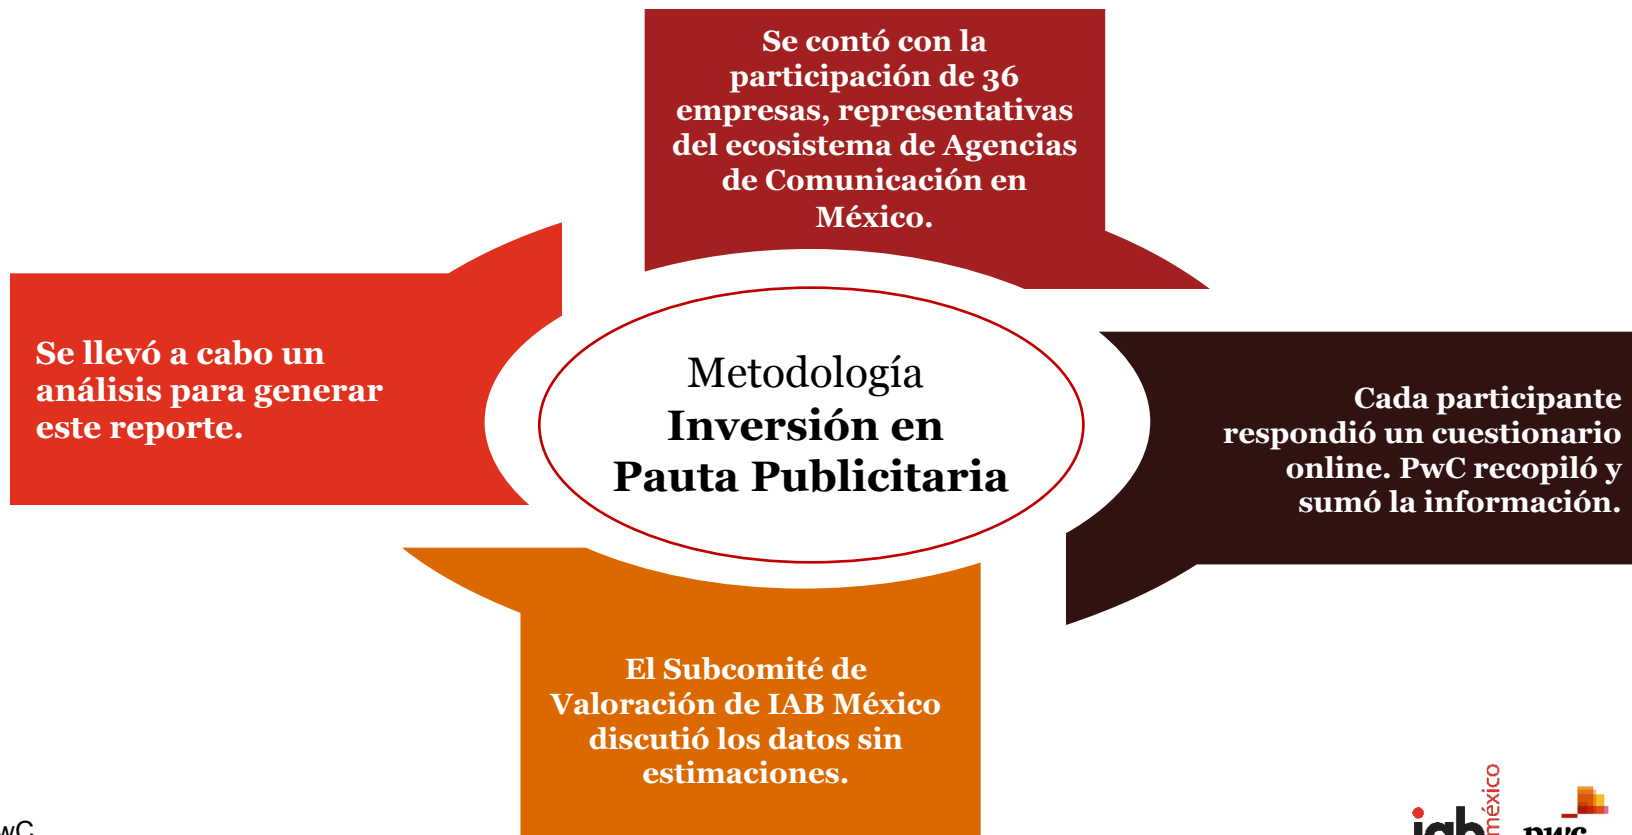 Se contó con la
participación de 36
empresas, representativas
del ecosistema de Agencias
de Comunicación en
México.
Se llevó a cabo un
análisis para generar
este reporte.
Metodología
Inversión en
Pauta Publicitaria
Cada participante
respondió un cuestionario
online. PwC recopiló y
sumó la información.
El Subcomité de
Valoración de IAB México
discutió los datos sin
estimaciones.
iab méxico
pwc